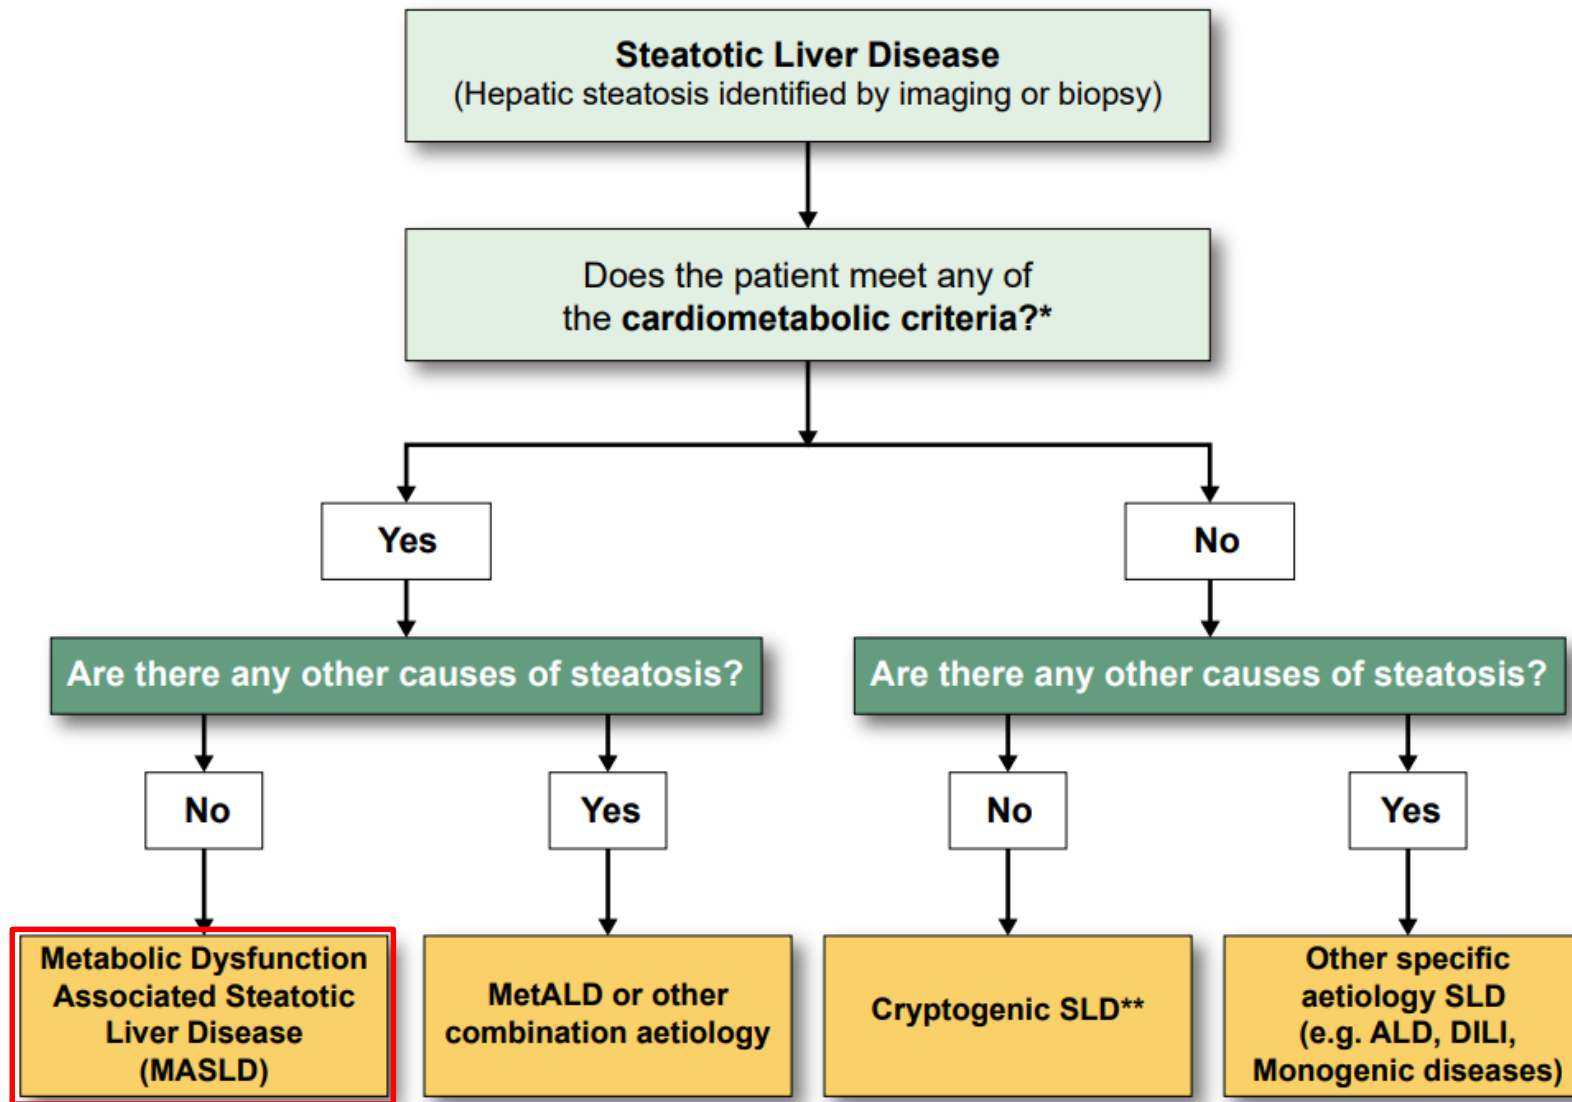 Steatotic Liver Disease
(Hepatic steatosis identified by imaging or biopsy)
Does the patient meet any of
the cardiometabolic criteria?*
Yes
No
Are there any other causes of steatosis?
Are there any other causes of steatosis?
No
Yes
No
Yes
Metabolic Dysfunction
Associated Steatotic
Liver Disease
(MASLD)
MetALD or other
combination aetiology
Cryptogenic SLD**
Other specific
aetiology SLD
(e.g. ALD, DILI,
Monogenic diseases)